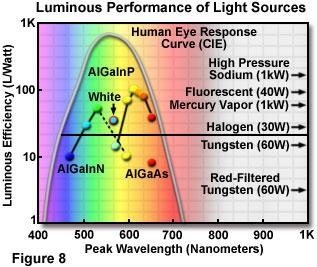 Luminous Performance of Light Sources
Luminous Efficiency (L/Watt)
1K
100
10
1
Human Eye Response
Curve (CIE)
AlGaInP
White
AlGaInN
AlGaAs
High Pressure
Sodium (1kW)
Fluorescent (40W)
Mercury Vapor (1kW)
Halogen (30W)
Tungsten (60W)
Red-Filtered
Tungsten (60W)
400 500 600 700 800 900 1K
Peak Wavelength (Nanometers)
Figure 8